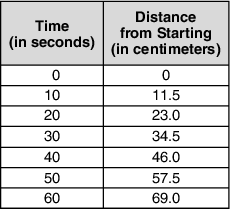 Time
(in seconds)
Distance
from Starting
(in centimeters)
0 0
10 11.5
20 23.0
30 34.5
40 46.0
50 57.5
60 69.0